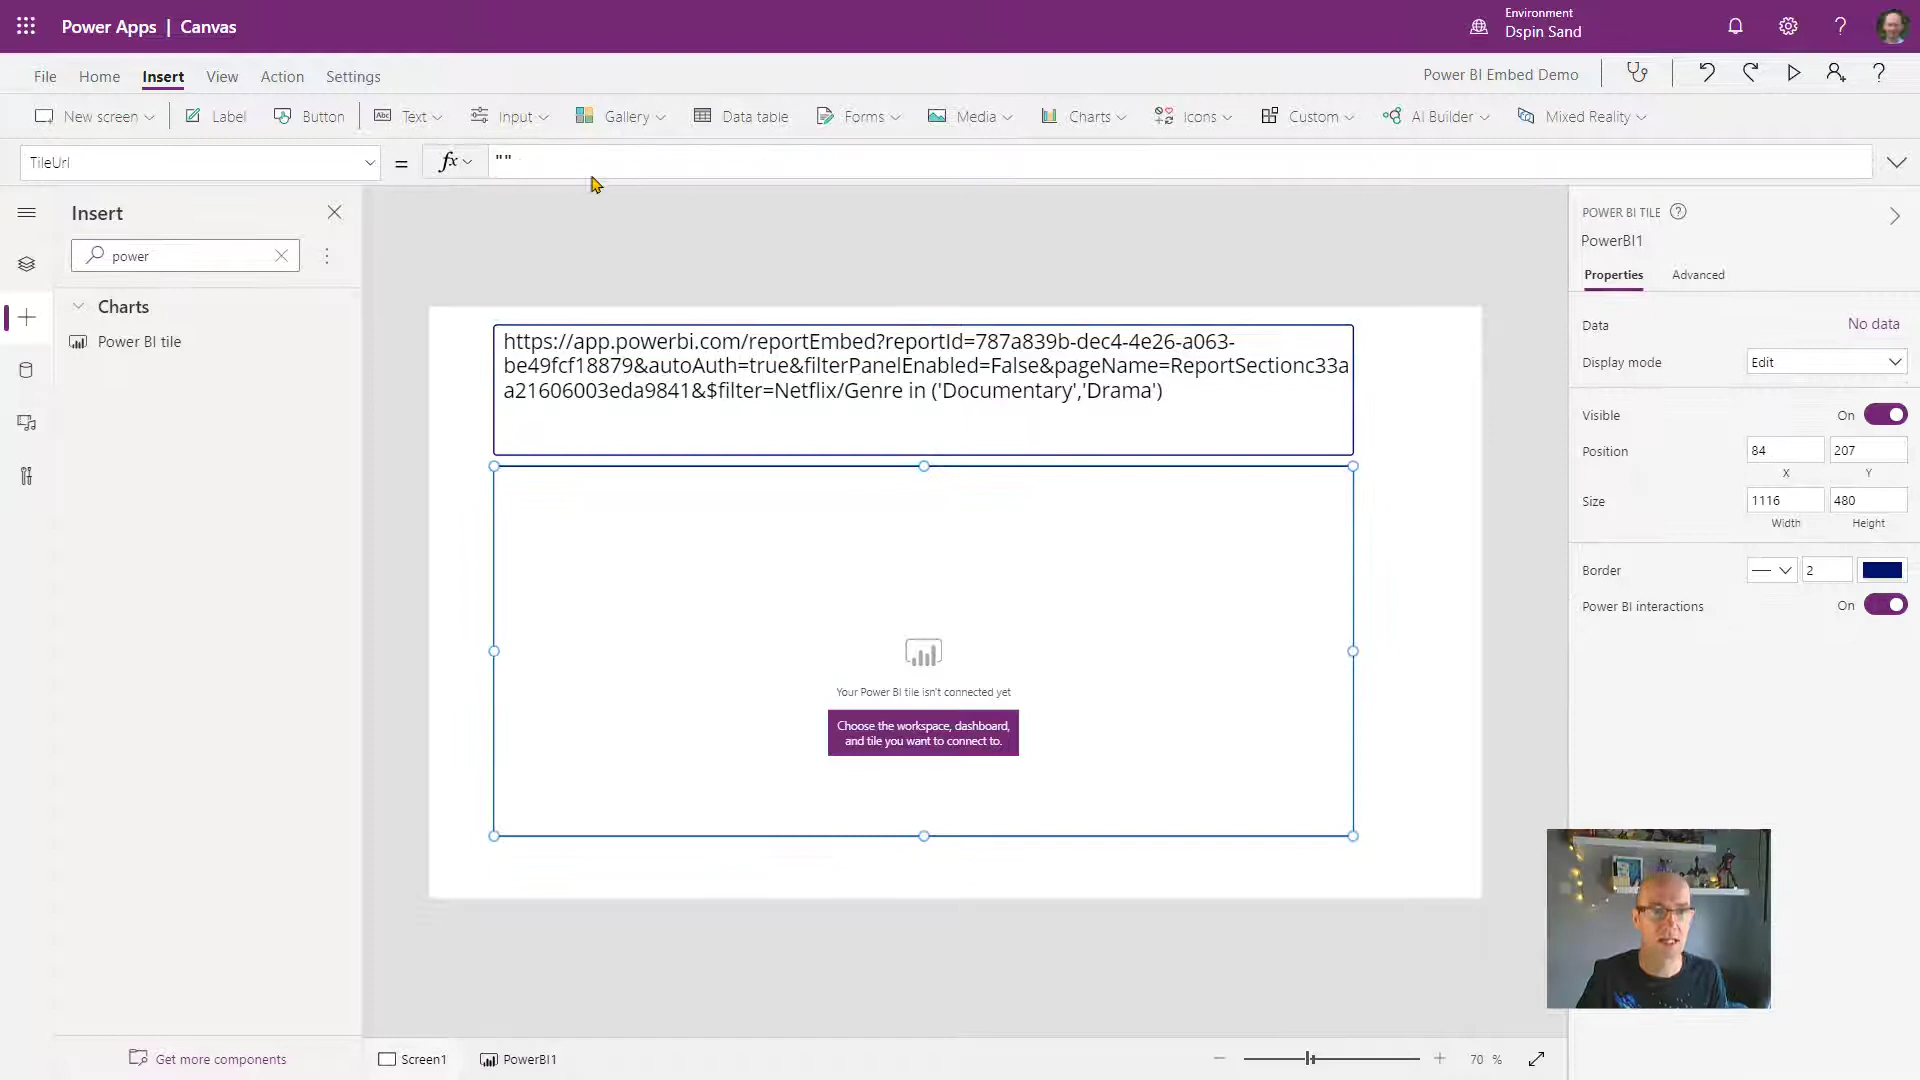 Power Apps | Canvas
Environment
Dspin Sand
File Home Insert View Action Settings
Power BI Embed Demo
New screen Label Button Text Input Gallery Data table Forms Media Charts Icons Custom AI Builder Mixed Reality
Abc
TileUrl = fx ""
Insert
power
Charts
Power BI tile
https://app.powerbi.com/reportEmbed?reportId=787a839b-dec4-4e26-a063-
be49fcf18879&autoAuth=true&filterPanelEnabled=False&pageName=ReportSectionc33a
a21606003eda9841&$filter=Netflix/Genre in ('Documentary','Drama')
Your Power BI tile isn't connected yet
Choose the workspace, dashboard,
and tile you want to connect to.
POWER BI TILE
PowerBI1
Properties Advanced
Data No data
Display mode Edit
Visible On
Position 84 207
X Y
Size 1116 480
Width Height
Border 2
Power BI interactions On
Get more components
Screen1 PowerBI1
70 %